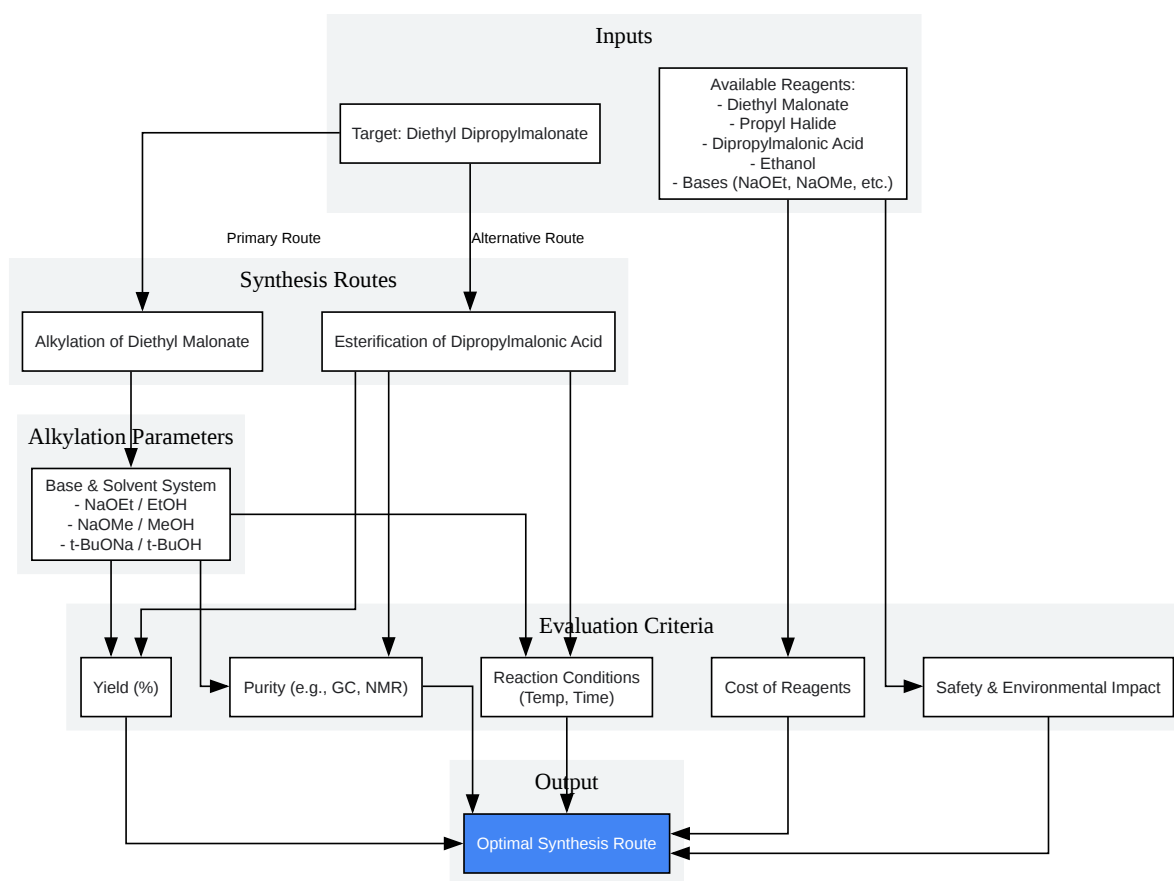 Inputs
Available Reagents:
- Diethyl Malonate
- Propyl Halide
- Dipropylmalonic Acid
- Ethanol
- Bases (NaOEt, NaOMe, etc.)
Target: Diethyl Dipropylmalonate
Primary Route
Alternative Route
Synthesis Routes
Alkylation of Diethyl Malonate
Esterification of Dipropylmalonic Acid
Alkylation Parameters
Base & Solvent System
- NaOEt / EtOH
- NaOMe / MeOH
- t-BuONa / t-BuOH
Evaluation Criteria
Yield (%)
Purity (e.g., GC, NMR)
Reaction Conditions
(Temp, Time)
Cost of Reagents
Safety & Environmental Impact
Output
Optimal Synthesis Route